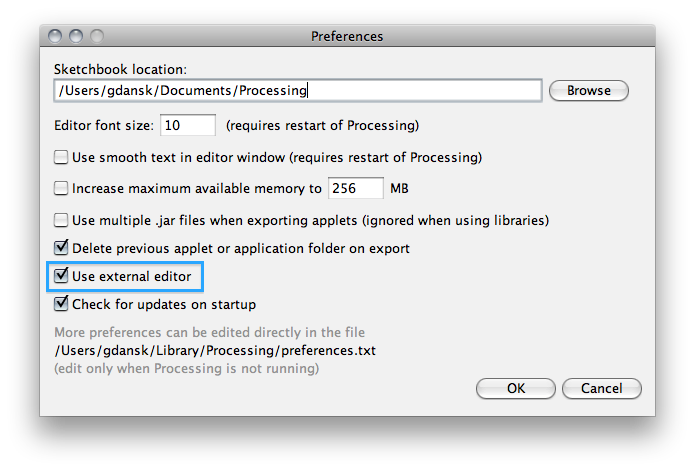 Preferences
Sketchbook location:
/Users/gdansk/Documents/Processing
Browse
Editor font size: 10 (requires restart of Processing)
Use smooth text in editor window (requires restart of Processing)
Increase maximum available memory to 256 MB
Use multiple .jar files when exporting applets (ignored when using libraries)
Delete previous applet or application folder on export
Use external editor
Check for updates on startup
More preferences can be edited directly in the file
/Users/gdansk/Library/Processing/preferences.txt
(edit only when Processing is not running)
OK Cancel